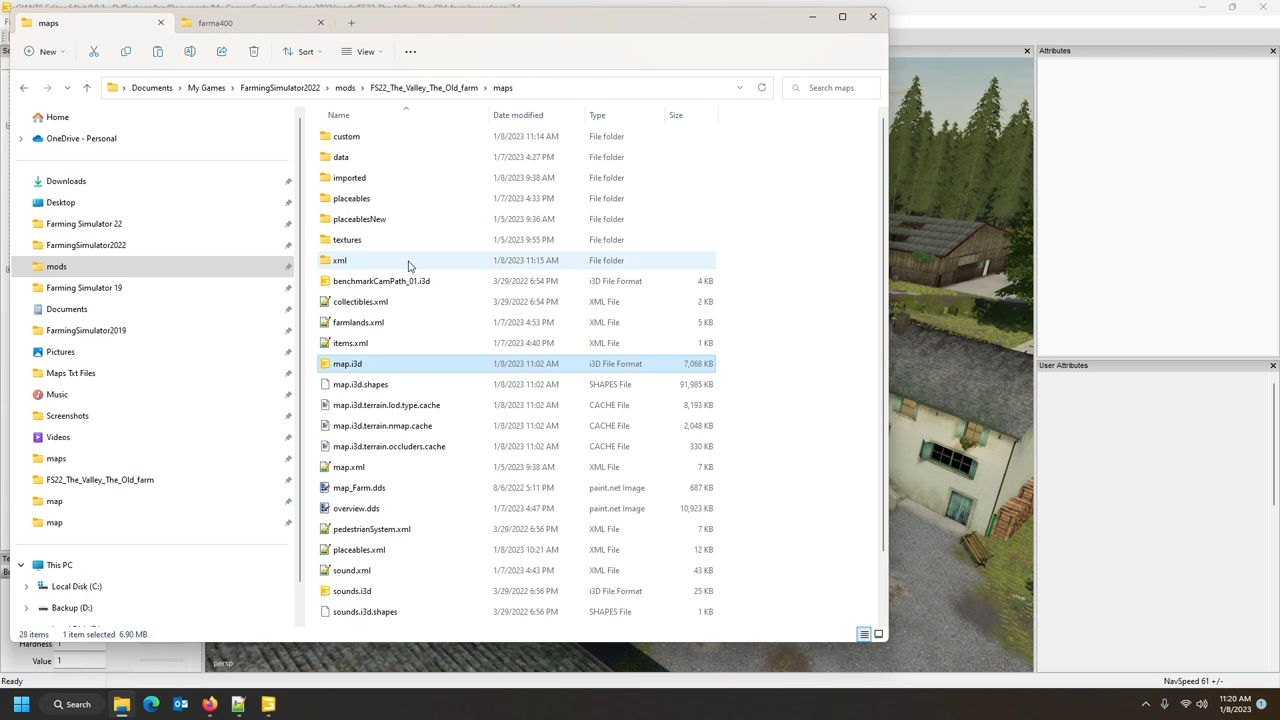 maps
farma400
New
Sort
View
Documents > My Games > FarmingSimulator2022 > mods > FS22_The_Valley_The_Old_farm > maps
Search maps
Attributes
Home
OneDrive - Personal
Downloads
Desktop
Farming Simulator 22
FarmingSimulator2022
mods
Farming Simulator 19
Documents
FarmingSimulator2019
Pictures
Maps Txt Files
Music
Screenshots
Videos
maps
FS22_The_Valley_The_Old_farm
map
map
This PC
Local Disk (C:)
Backup (D:)
Name Date modified Type Size
custom 1/8/2023 11:14 AM File folder
data 1/7/2023 4:27 PM File folder
imported 1/8/2023 9:38 AM File folder
placeables 1/7/2023 4:33 PM File folder
placeablesNew 1/5/2023 9:36 AM File folder
textures 1/5/2023 9:55 PM File folder
xml 1/8/2023 11:15 AM File folder
benchmarkCamPath_01.i3d 3/29/2022 6:54 PM i3D File Format 4 KB
collectibles.xml 3/29/2022 6:54 PM XML File 2 KB
farmlands.xml 1/7/2023 4:53 PM XML File 5 KB
items.xml 1/7/2023 4:40 PM XML File 1 KB
map.i3d 1/8/2023 11:02 AM i3D File Format 7,068 KB
map.i3d.shapes 1/8/2023 11:02 AM SHAPES File 91,985 KB
map.i3d.terrain.lod.type.cache 1/8/2023 11:02 AM CACHE File 8,193 KB
map.i3d.terrain.nmap.cache 1/8/2023 11:02 AM CACHE File 2,048 KB
map.i3d.terrain.occluders.cache 1/8/2023 11:02 AM CACHE File 330 KB
map.xml 1/5/2023 9:38 AM XML File 7 KB
map_Farm.dds 8/6/2022 5:11 PM paint.net Image 687 KB
overview.dds 1/7/2023 4:47 PM paint.net Image 10,923 KB
pedestrianSystem.xml 3/29/2022 6:56 PM XML File 7 KB
placeables.xml 1/8/2023 10:21 AM XML File 12 KB
sound.xml 1/7/2023 4:43 PM XML File 43 KB
sounds.i3d 3/29/2022 6:56 PM i3D File Format 25 KB
sounds.i3d.shapes 3/29/2022 6:56 PM SHAPES File 1 KB
28 items 1 item selected 6.90 MB
User Attributes
Hardness 1
Value 1
persp
Ready
NavSpeed 61 +/-
Search
11:20 AM
1/8/2023